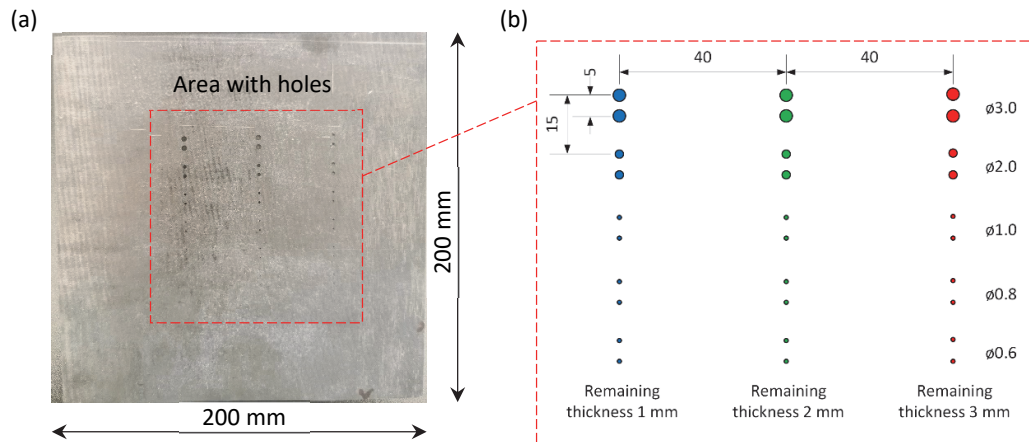 (a)
Area with holes
200 mm
200 mm
(b)
40
40
5
15
ø3.0
ø2.0
ø1.0
ø0.8
ø0.6
Remaining
thickness 1 mm
Remaining
thickness 2 mm
Remaining
thickness 3 mm